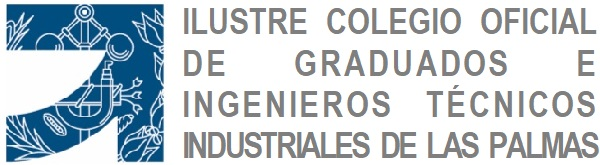 ILUSTRE COLEGIO OFICIAL
DE GRADUADOS E
INGENIEROS TÉCNICOS
INDUSTRIALES DE LAS PALMAS